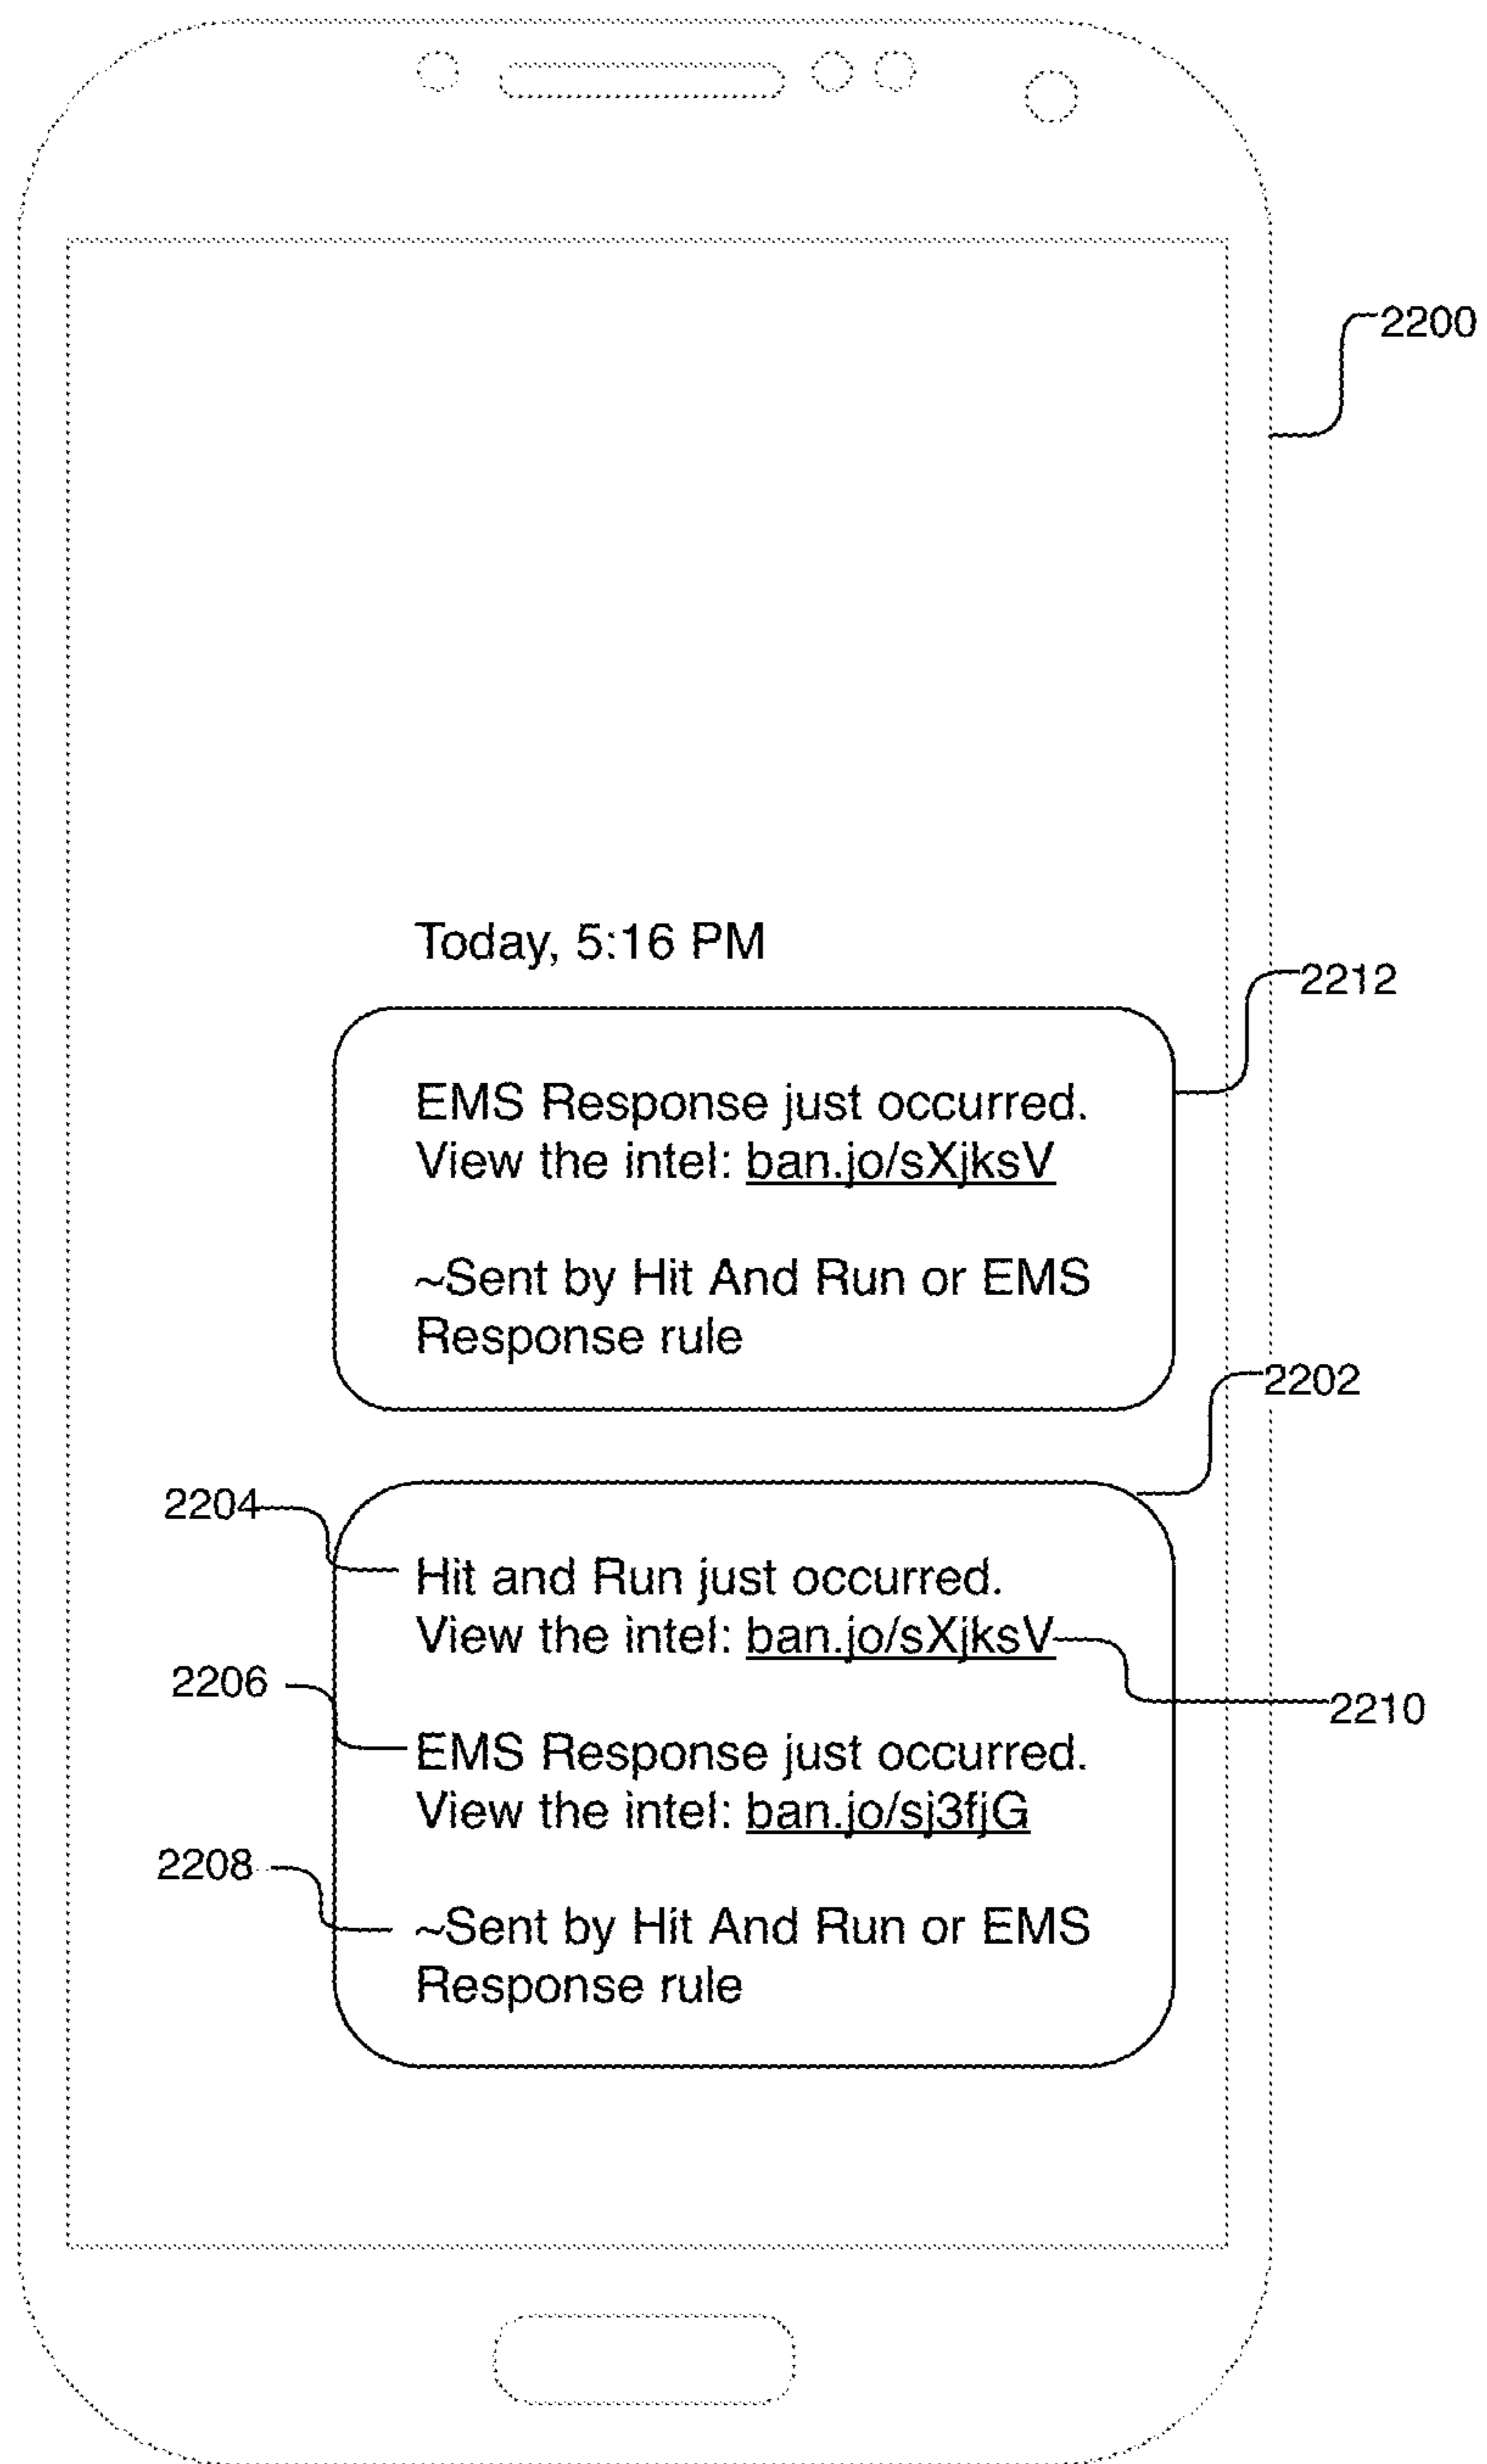 2200
Today, 5:16 PM
2212
EMS Response just occurred.
View the intel: ban.jo/sXjksV
~Sent by Hit And Run or EMS
Response rule
2202
2204
Hit and Run just occurred.
View the intel: ban.jo/sXjksV
2206
2210
EMS Response just occurred.
View the intel: ban.jo/sj3fjG
2208
~Sent by Hit And Run or EMS
Response rule